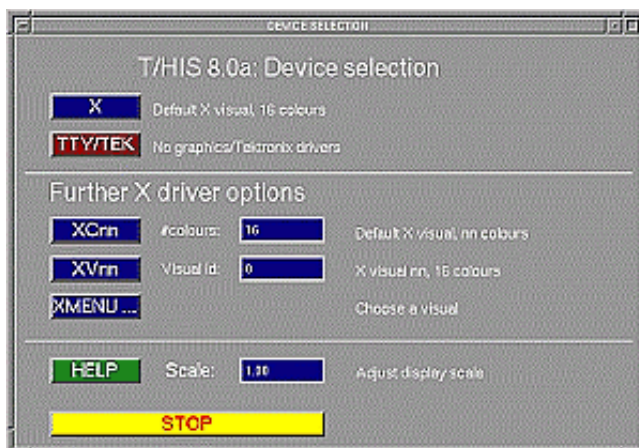 DEVICE SELECTION
T/HIS 8.0a: Device selection
X Default X visual, 16 colours
TTY/TEK No graphics/Tektronix drivers
Further X driver options
XCnn #colours: 16 Default X visual, nn colours
XVnn Visual id: 0 X visual nn, 16 colours
XMENU ... Choose a visual
HELP Scale: 1.00 Adjust display scale
STOP